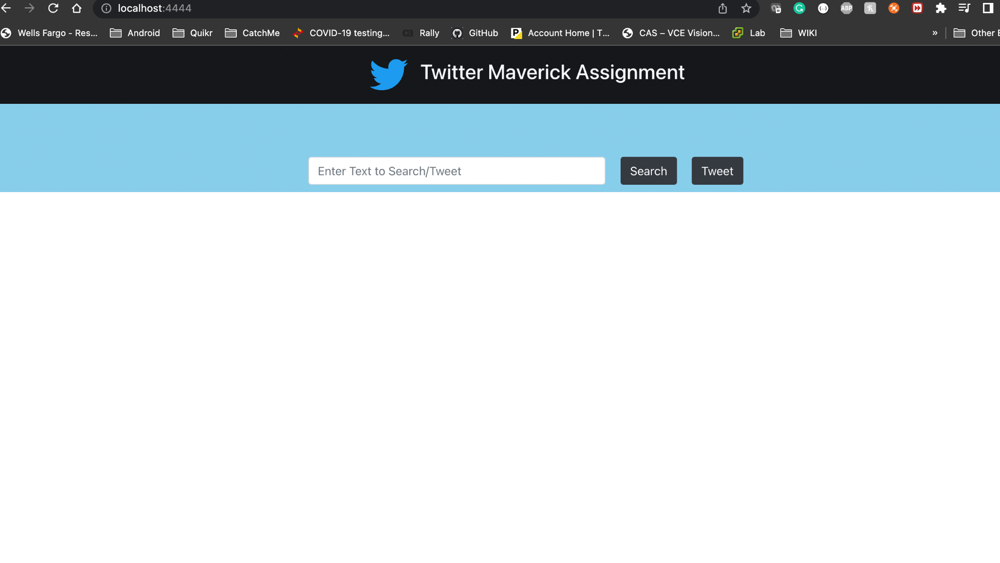 localhost:4444
ABP
Wells Fargo - Res... Android Quikr CatchMe COVID-19 testing... Rally GitHub Account Home | T... CAS – VCE Vision... Lab WIKI » Other
Twitter Maverick Assignment
Enter Text to Search/Tweet Search Tweet